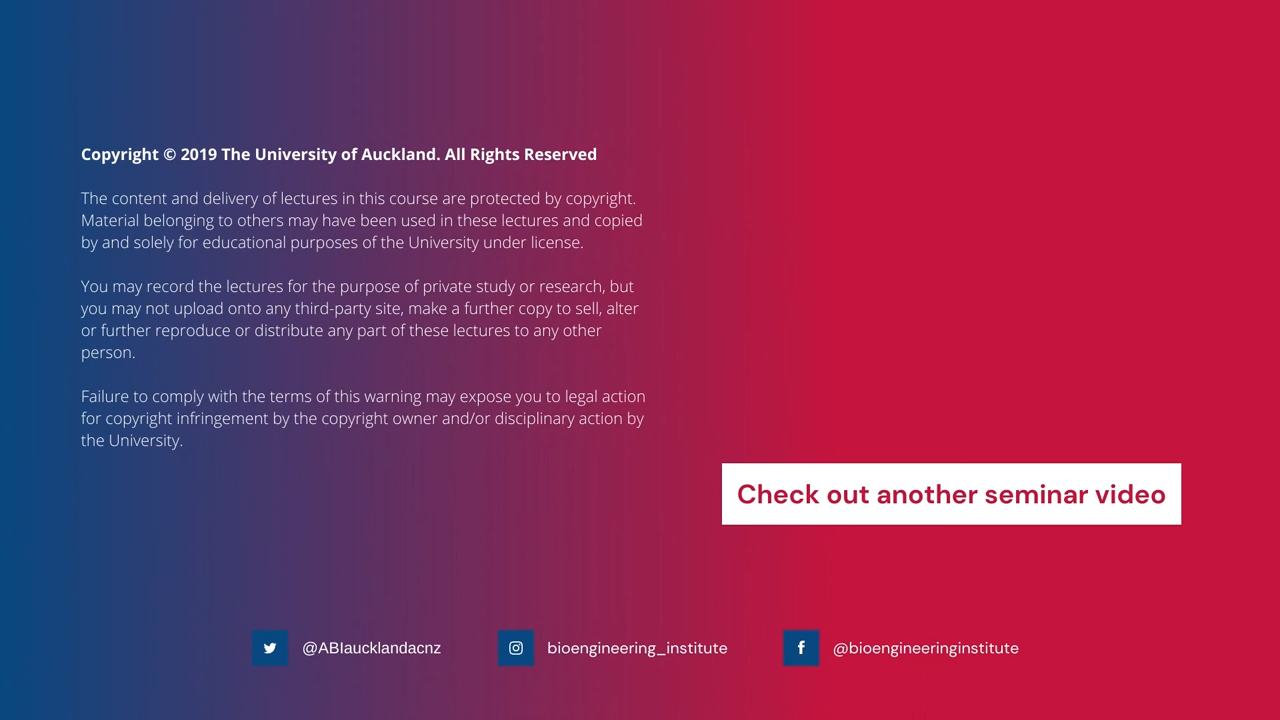 Copyright © 2019 The University of Auckland. All Rights Reserved
The content and delivery of lectures in this course are protected by copyright.
Material belonging to others may have been used in these lectures and copied
by and solely for educational purposes of the University under license.
You may record the lectures for the purpose of private study or research, but
you may not upload onto any third-party site, make a further copy to sell, alter
or further reproduce or distribute any part of these lectures to any other
person.
Failure to comply with the terms of this warning may expose you to legal action
for copyright infringement by the copyright owner and/or disciplinary action by
the University.
Check out another seminar video
@ABIaucklandacnz
bioengineering_institute
@bioengineeringinstitute